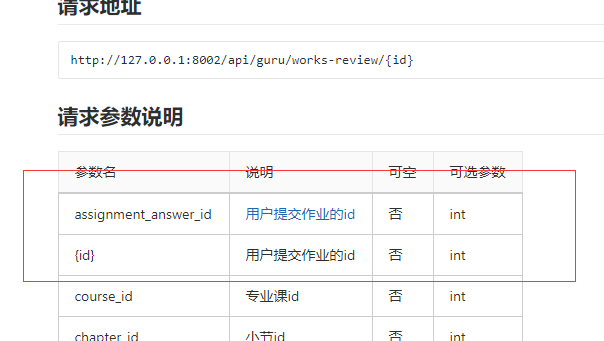 请求地址
http://127.0.0.1:8002/api/guru/works-review/{id}
请求参数说明
参数名 说明 可空 可选参数
assignment_answer_id 用户提交作业的id 否 int
{id} 用户提交作业的id 否 int
course_id 专业课id 否 int
chapter_id 小节id 否 int